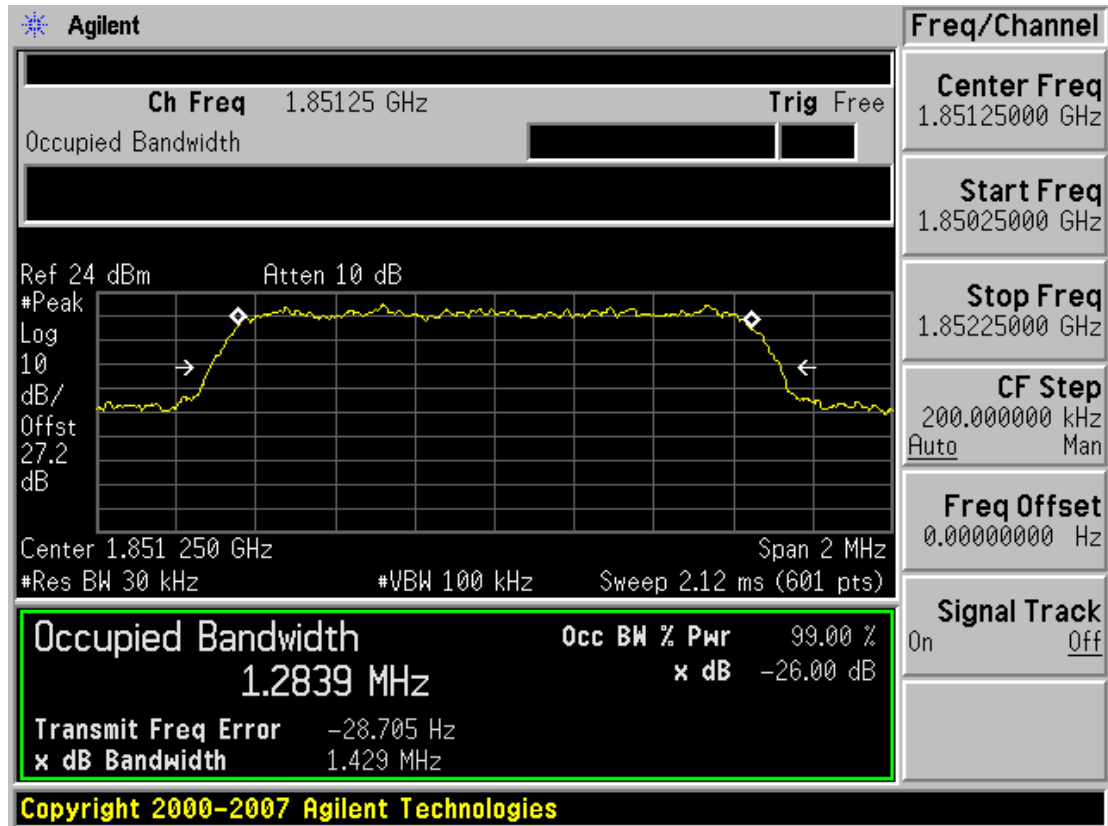 Agilent
Freq/Channel
Ch Freq 1.85125 GHz Trig Free
Occupied Bandwidth
Center Freq
1.85125000 GHz
Start Freq
1.85025000 GHz
Stop Freq
1.85225000 GHz
CF Step
200.000000 kHz
Auto Man
Freq Offset
0.00000000 Hz
Signal Track
On Off
Ref 24 dBm Atten 10 dB
#Peak
Log
10
dB/
Offst
27.2
dB
Center 1.851 250 GHz Span 2 MHz
#Res BW 30 kHz #VBW 100 kHz Sweep 2.12 ms (601 pts)
Occupied Bandwidth
1.2839 MHz
Occ BW % Pwr 99.00 %
x dB -26.00 dB
Transmit Freq Error -28.705 Hz
x dB Bandwidth 1.429 MHz
Copyright 2000-2007 Agilent Technologies